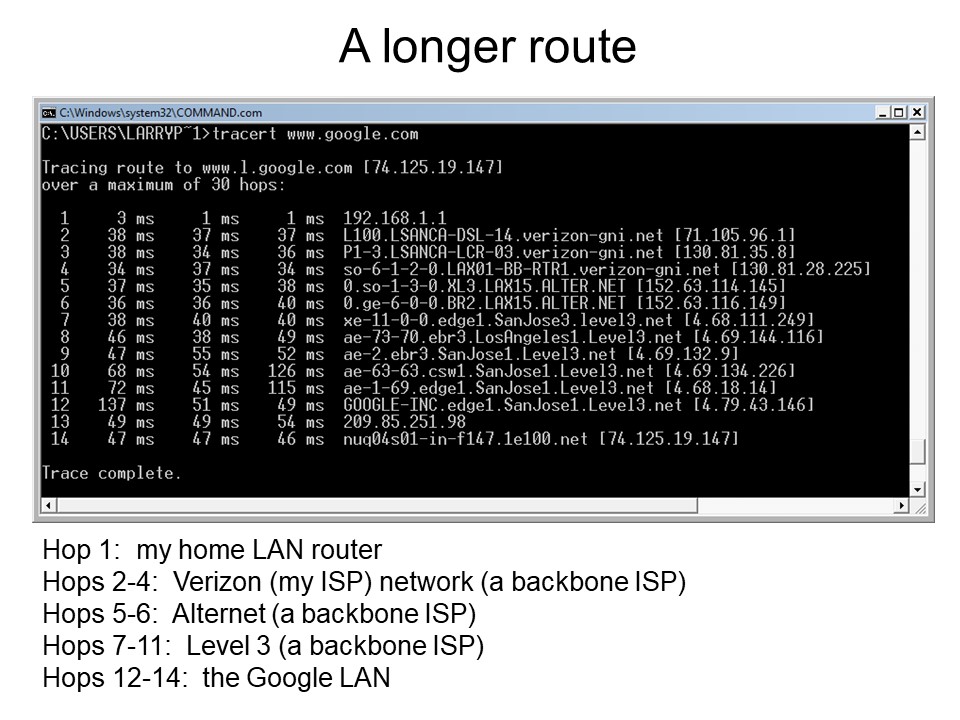 A longer route
C:\Windows\system32\COMMAND.com
C:\USERS\LARRYP~1>tracert www.google.com
Tracing route to www.l.google.com [74.125.19.147]
over a maximum of 30 hops:
1 3 ms 1 ms 1 ms 192.168.1.1
2 38 ms 37 ms 37 ms L100.LSANCA-DSL-14.verizon-gni.net [71.105.96.1]
3 38 ms 34 ms 36 ms P1-3.LSANCA-LCR-03.verizon-gni.net [130.81.35.8]
4 34 ms 37 ms 34 ms so-6-1-2-0.LAX01-BB-RTR1.verizon-gni.net [130.81.28.225]
5 37 ms 35 ms 38 ms 0.so-1-3-0.XL3.LAX15.ALTER.NET [152.63.114.145]
6 36 ms 36 ms 40 ms 0.ge-6-0-0.BR2.LAX15.ALTER.NET [152.63.116.149]
7 38 ms 40 ms 40 ms xe-11-0-0.edge1.SanJose3.level3.net [4.68.111.249]
8 46 ms 38 ms 49 ms ae-73-70.ebr3.LosAngeles1.Level3.net [4.69.144.116]
9 47 ms 55 ms 52 ms ae-2.ebr3.SanJose1.Level3.net [4.69.132.9]
10 68 ms 54 ms 126 ms ae-63-63.csw1.SanJose1.Level3.net [4.69.134.226]
11 72 ms 45 ms 115 ms ae-1-69.edge1.SanJose1.Level3.net [4.68.18.14]
12 137 ms 51 ms 49 ms GOOGLE-INC.edge1.SanJose1.Level3.net [4.79.43.146]
13 49 ms 49 ms 54 ms 209.85.251.98
14 47 ms 47 ms 46 ms nuq04s01-in-f147.1e100.net [74.125.19.147]
Trace complete.
Hop 1: my home LAN router
Hops 2-4: Verizon (my ISP) network (a backbone ISP)
Hops 5-6: Alternet (a backbone ISP)
Hops 7-11: Level 3 (a backbone ISP)
Hops 12-14: the Google LAN